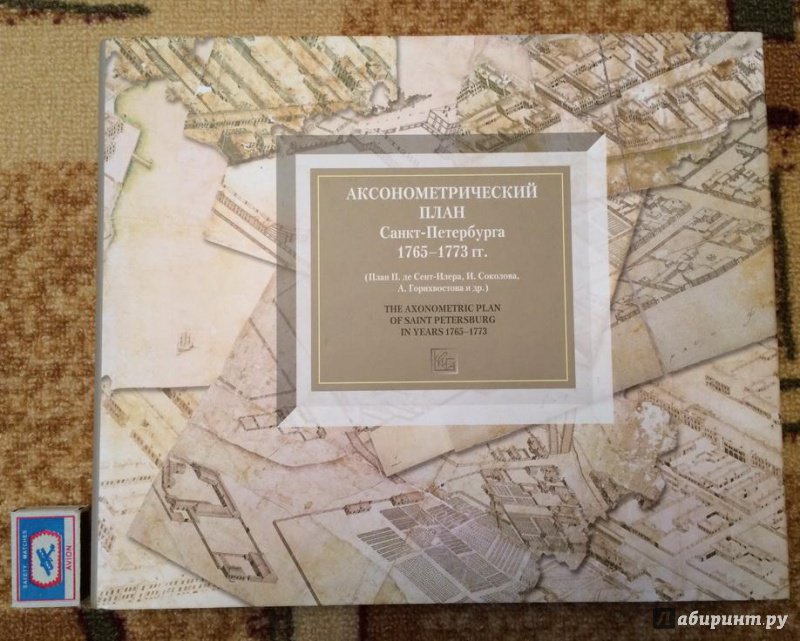 АКСОНОМЕТРИЧЕСКИЙ
ПЛАН
Санкт-Петербурга
1765–1773 гг.
(План П. де Сент-Илера, И. Соколова,
А. Горихвостова и др.)
THE AXONOMETRIC PLAN
OF SAINT PETERSBURG
IN YEARS 1765–1773
SAFETY MATCHES
AVION
Лабиринт.ру